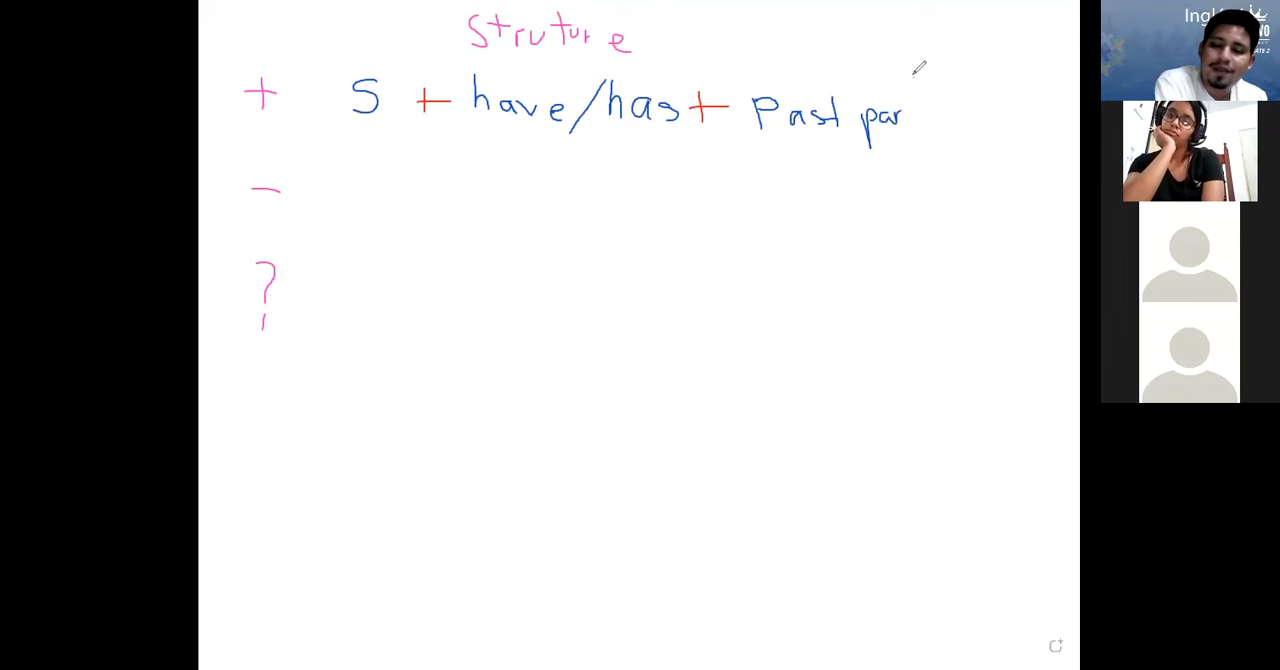 Struture
+ S + have/has + Past par
-
?